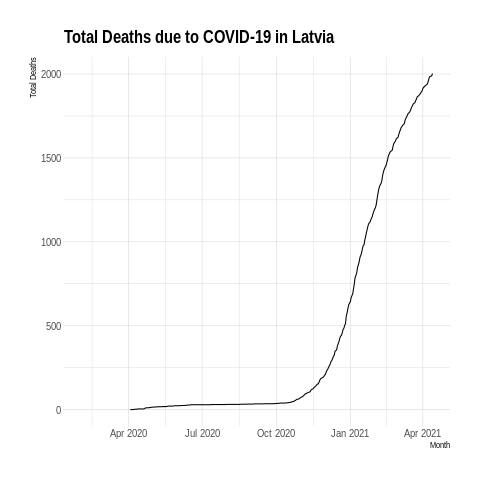 Total Deaths due to COVID-19 in Latvia
Total Deaths
2000
1500
1000
500
0
Apr 2020 Jul 2020 Oct 2020 Jan 2021 Apr 2021
Month